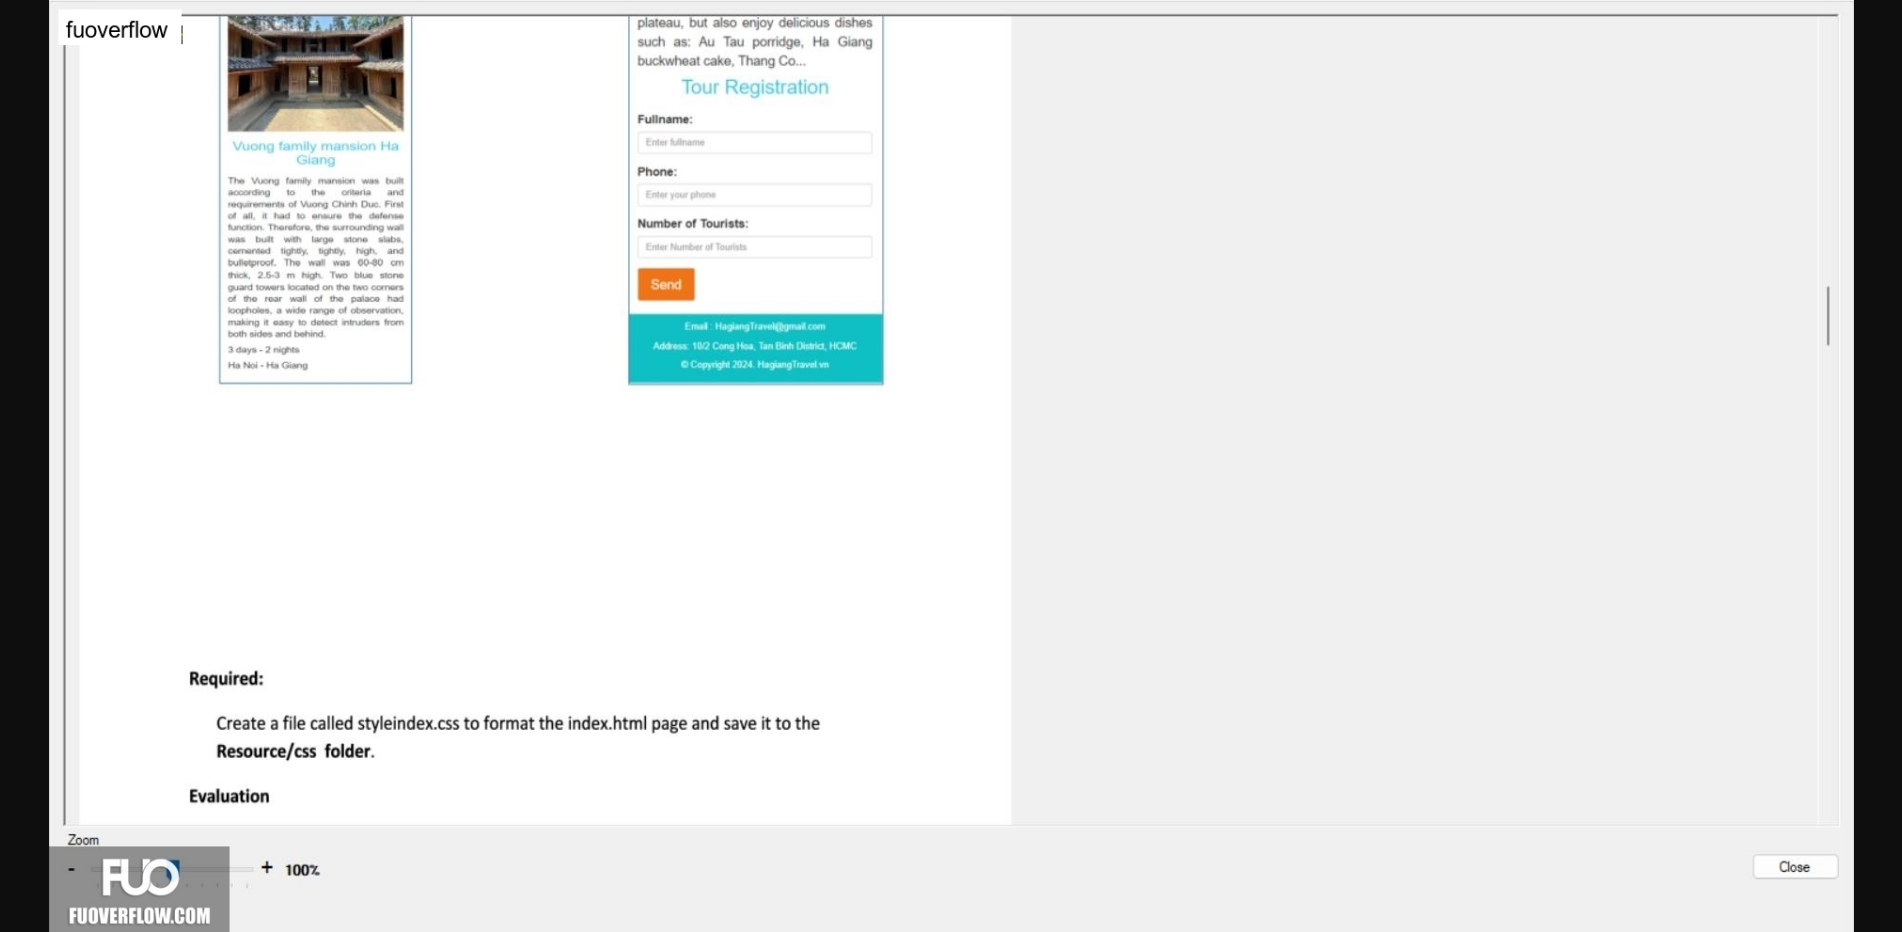 fuoverflow
Vuong family mansion Ha
Giang
The Vuong family mansion was built
according to the criteria and
requirements of Vuong Chinh Duc. First
of all, it had to ensure the defense
function. Therefore, the surrounding wall
was built with large stone slabs,
cemented tightly, tightly, high, and
bulletproof. The wall was 60-80 cm
thick, 2.5-3 m high. Two blue stone
guard towers located on the two corners
of the rear wall of the palace had
loopholes, a wide range of observation,
making it easy to detect intruders from
both sides and behind.
3 days - 2 nights
Ha Noi - Ha Giang
plateau, but also enjoy delicious dishes
such as: Au Tau porridge, Ha Giang
buckwheat cake, Thang Co...
Tour Registration
Fullname:
Enter fullname
Phone:
Enter your phone
Number of Tourists:
Enter Number of Tourists
Send
Email : HagiangTravel@gmail.com
Address: 10/2 Cong Hoa, Tan Binh District, HCMC
© Copyright 2024. HagiangTravel.vn
Required:
Create a file called styleindex.css to format the index.html page and save it to the
Resource/css folder.
Evaluation
Zoom
- + 100%
Close
FUO
FUOVERFLOW.COM